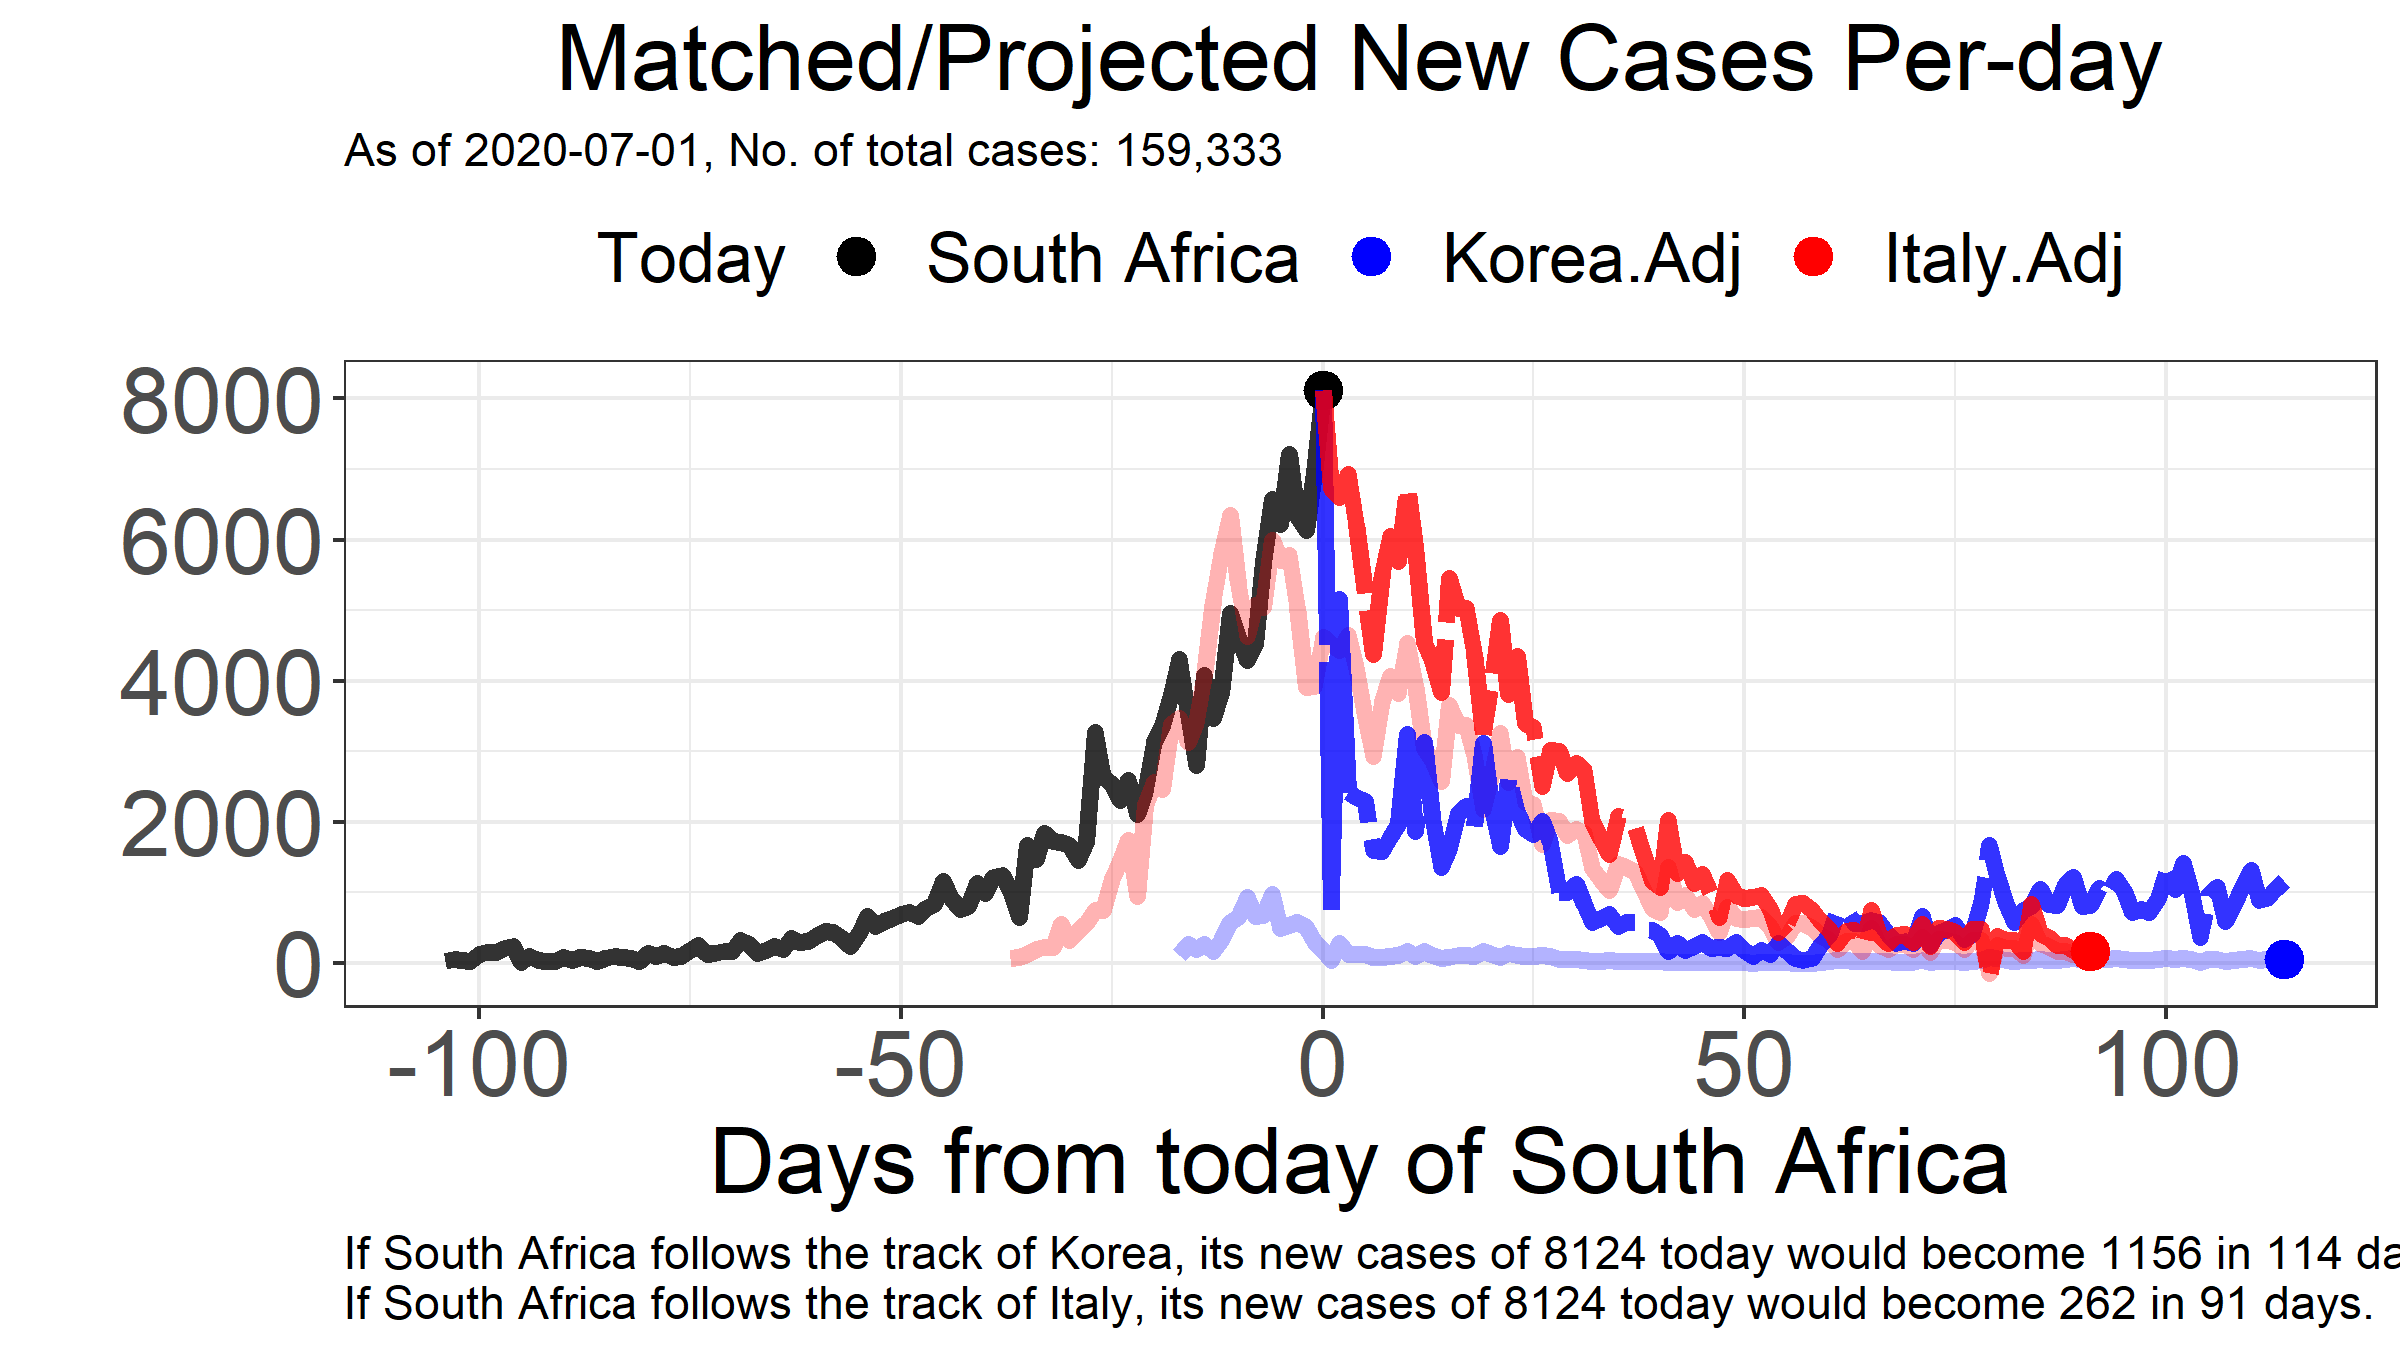 Matched/Projected New Cases Per-day
As of 2020-07-01, No. of total cases: 159,333
Today South Africa Korea.Adj Italy.Adj
8000
6000
4000
2000
0
-100 -50 0 50 100
Days from today of South Africa
If South Africa follows the track of Korea, its new cases of 8124 today would become 1156 in 114 da
If South Africa follows the track of Italy, its new cases of 8124 today would become 262 in 91 days.